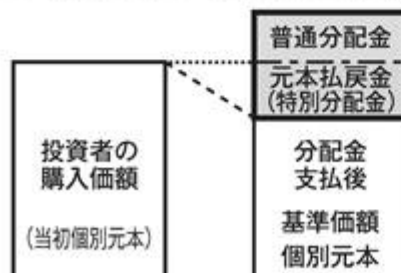 普通分配金
元本払戻金
(特別分配金)
投資者の
購入価額
(当初個別元本)
分配金
支払後
基準価額
個別元本